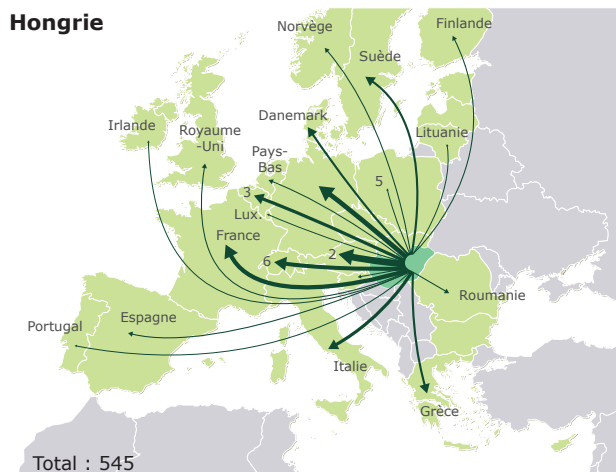 Hongrie
Norvège
Finlande
Suède
Danemark
Irlande
Royaume
-Uni
Lituanie
Pays-
Bas
5
3
Lux.
France
2
6
Roumanie
Portugal
Espagne
Italie
Grèce
Total : 545